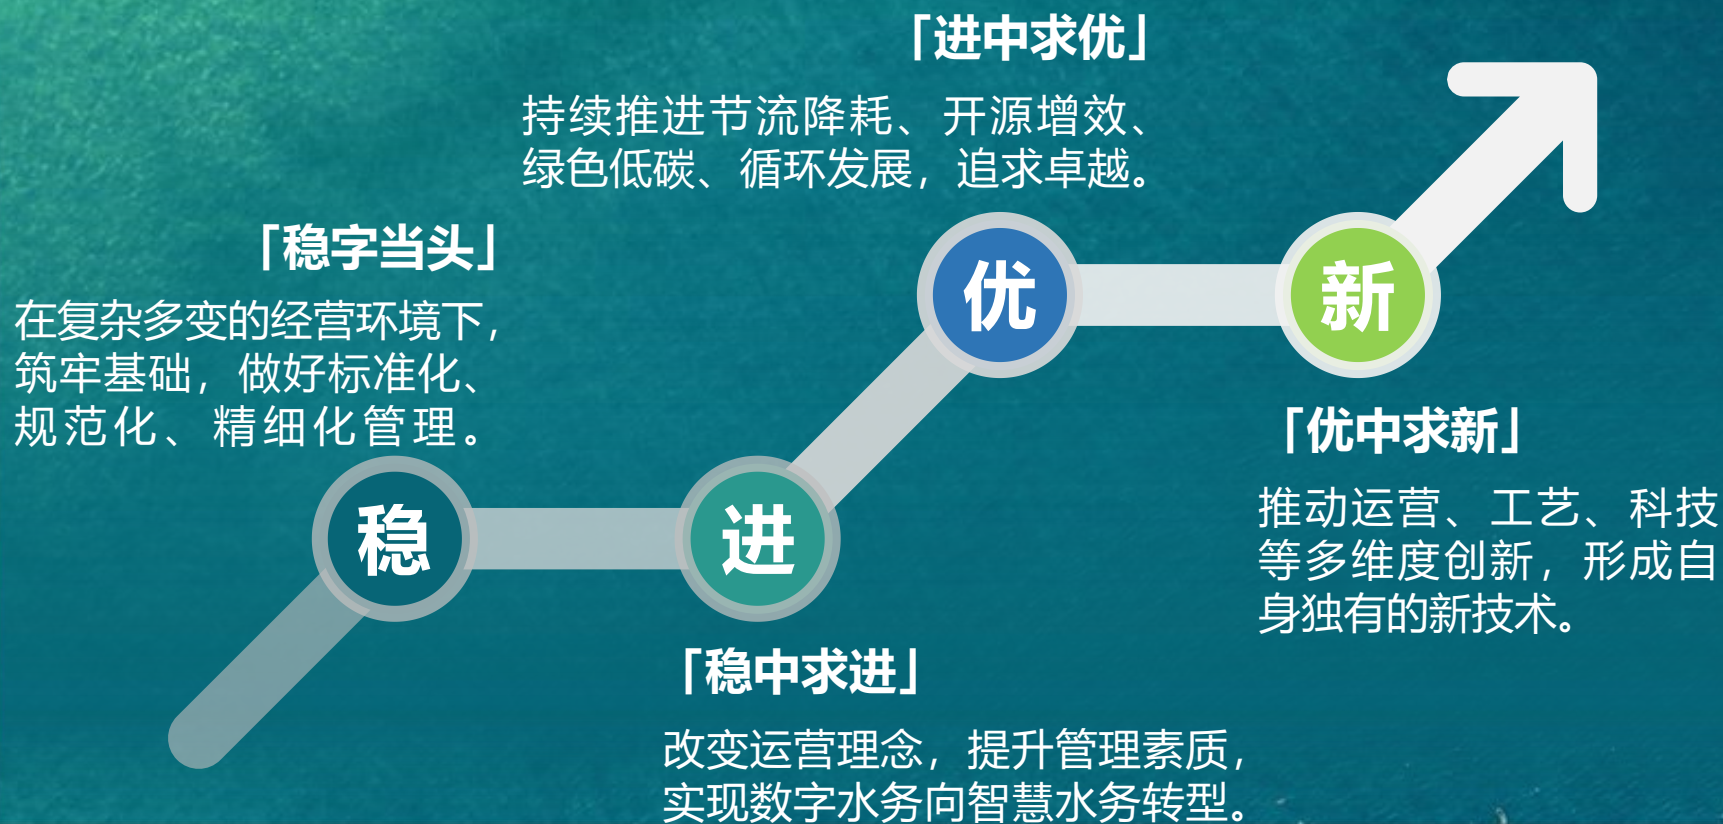 「进中求优」
持续推进节流降耗、开源增效、
绿色低碳、循环发展，追求卓越。
「稳字当头」
在复杂多变的经营环境下，
筑牢基础，做好标准化、
规范化、精细化管理。
优
新
「优中求新」
推动运营、工艺、科技
等多维度创新，形成自
身独有的新技术。
稳
进
「稳中求进」
改变运营理念，提升管理素质，
实现数字水务向智慧水务转型。